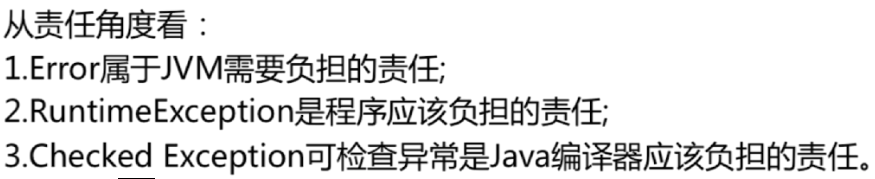 从责任角度看：
1.Error属于JVM需要负担的责任;
2.RuntimeException是程序应该负担的责任;
3.Checked Exception可检查异常是Java编译器应该负担的责任。